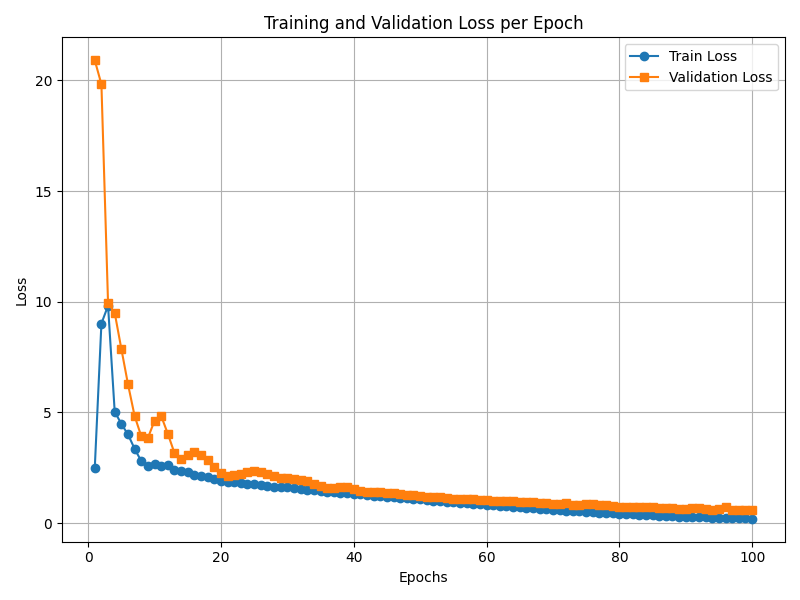 Training and Validation Loss per Epoch
Train Loss
Validation Loss
20
15
10
5
0
Loss
0 20 40 60 80 100
Epochs